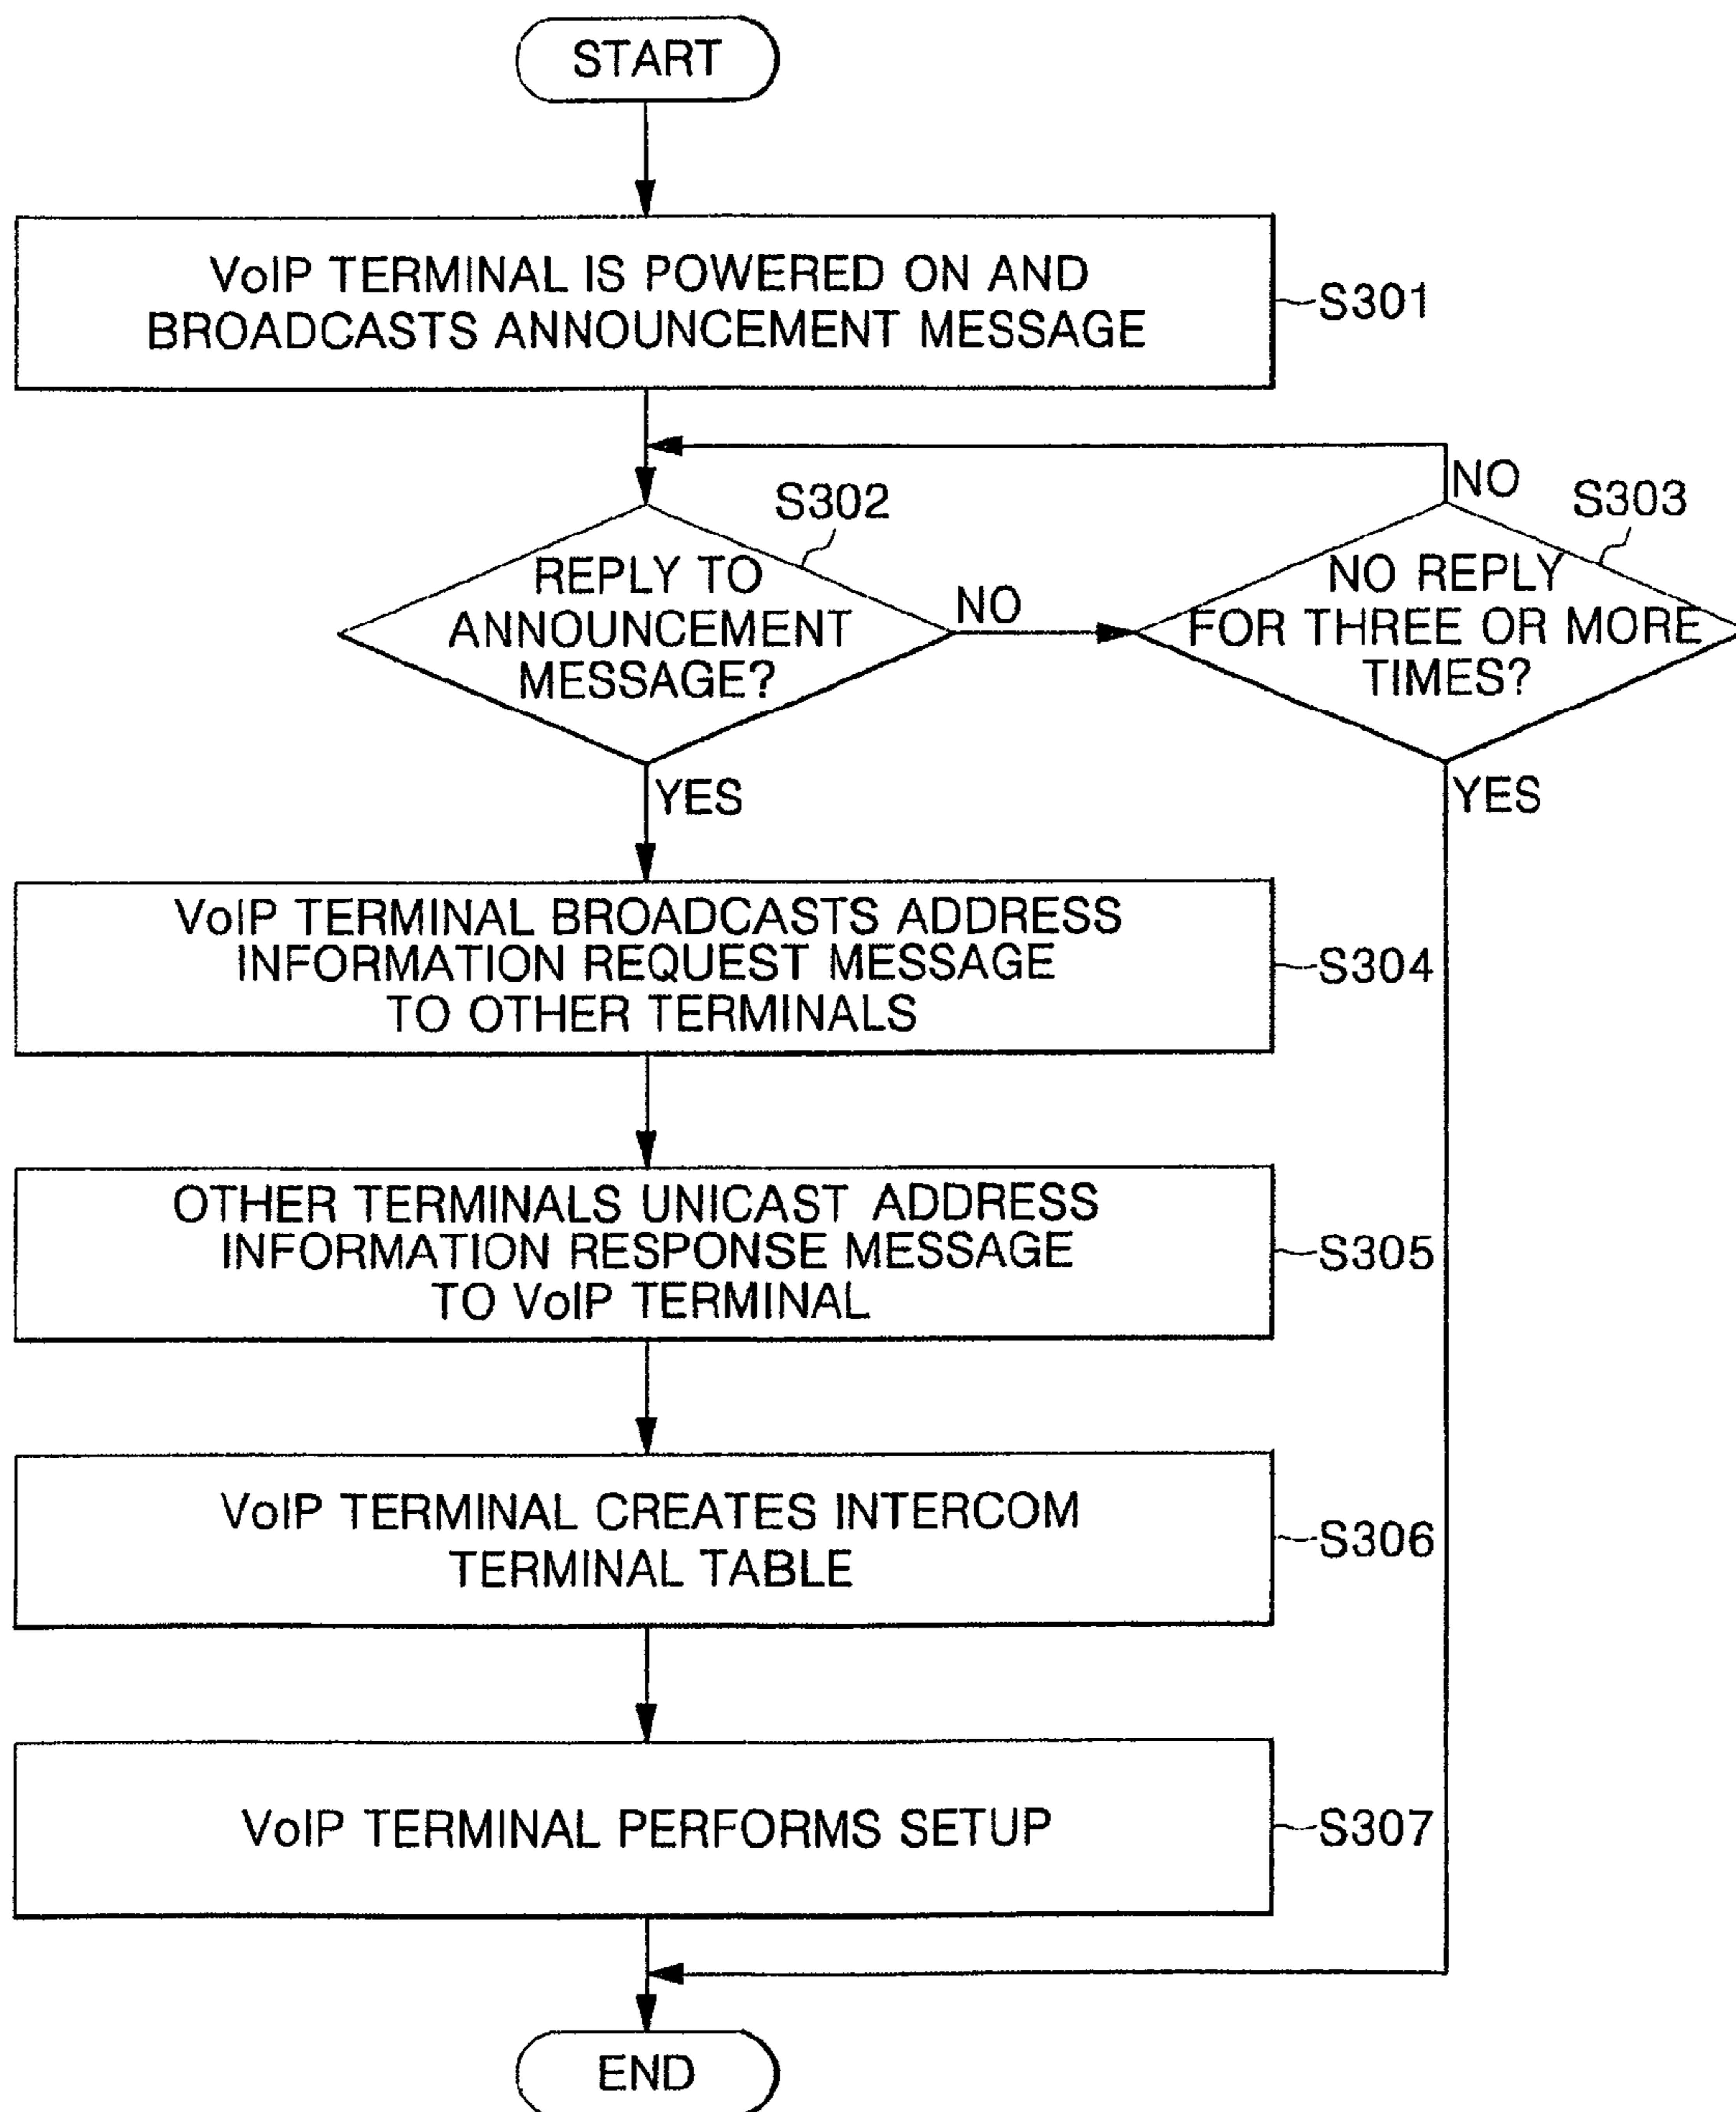 START
VoIP TERMINAL IS POWERED ON AND
BROADCASTS ANNOUNCEMENT MESSAGE
S301
NO
S302
S303
REPLY TO
ANNOUNCEMENT
MESSAGE?
NO
NO REPLY
FOR THREE OR MORE
TIMES?
YES
YES
VoIP TERMINAL BROADCASTS ADDRESS
INFORMATION REQUEST MESSAGE
TO OTHER TERMINALS
S304
OTHER TERMINALS UNICAST ADDRESS
INFORMATION RESPONSE MESSAGE
TO VoIP TERMINAL
S305
VoIP TERMINAL CREATES INTERCOM
TERMINAL TABLE
S306
VoIP TERMINAL PERFORMS SETUP
S307
END